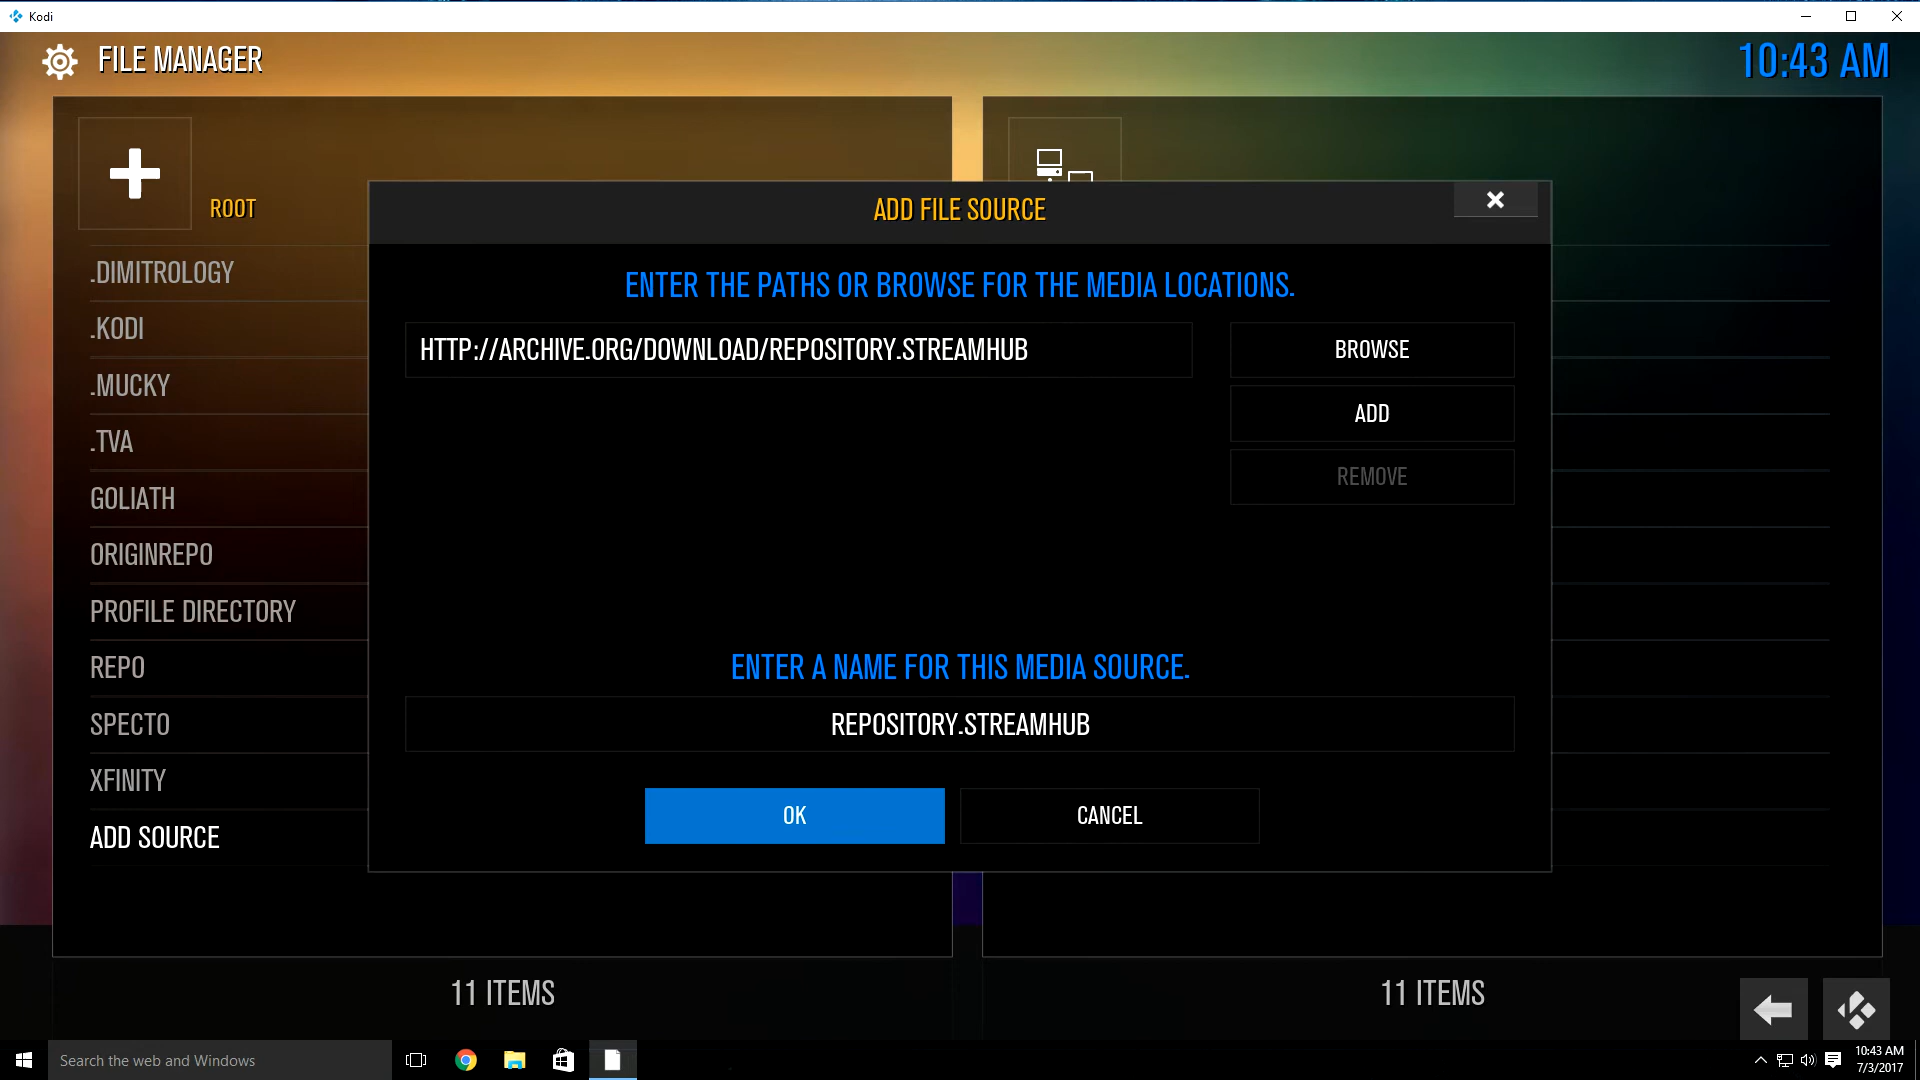 Kodi
FILE MANAGER
10:43 AM
ROOT
.DIMITROLOGY
.KODI
.MUCKY
.TVA
GOLIATH
ORIGINREPO
PROFILE DIRECTORY
REPO
SPECTO
XFINITY
ADD SOURCE
ADD FILE SOURCE
ENTER THE PATHS OR BROWSE FOR THE MEDIA LOCATIONS.
HTTP://ARCHIVE.ORG/DOWNLOAD/REPOSITORY.STREAMHUB
BROWSE
ADD
REMOVE
ENTER A NAME FOR THIS MEDIA SOURCE.
REPOSITORY.STREAMHUB
OK
CANCEL
11 ITEMS
11 ITEMS
Search the web and Windows
10:43 AM
7/3/2017